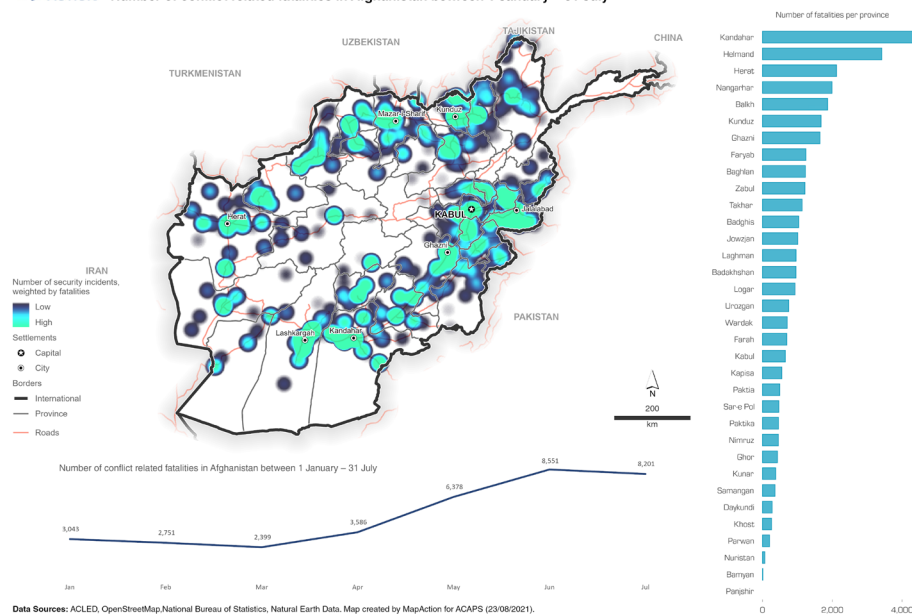 Number of fatalities per province
UZBEKISTAN
TAJIKISTAN
CHINA
TURKMENISTAN
Mazar-i-Sharif
Kunduz
KABUL
Jalalabad
Herat
Ghazni
IRAN
PAKISTAN
Lashkargah
Kandahar
Number of security incidents,
weighted by fatalities
Low
High
Settlements
Capital
City
Borders
International
Province
Roads
N
200
km
Number of conflict related fatalities in Afghanistan between 1 January – 31 July
3,043
2,751
2,399
3,586
6,378
8,551
8,201
Jan
Feb
Mar
Apr
May
Jun
Jul
Kandahar
Helmand
Herat
Nangarhar
Balkh
Kunduz
Ghazni
Faryab
Baghlan
Zabul
Takhar
Badghis
Jowzjan
Laghman
Badakhshan
Logar
Urozgan
Wardak
Farah
Kabul
Kapisa
Paktia
Sar-e Pol
Paktika
Nimruz
Ghor
Kunar
Samangan
Daykundi
Khost
Parwan
Nuristan
Bamyan
Panjshir
0
2,000
4,000
Data Sources: ACLED, OpenStreetMap,National Bureau of Statistics, Natural Earth Data. Map created by MapAction for ACAPS (23/08/2021).